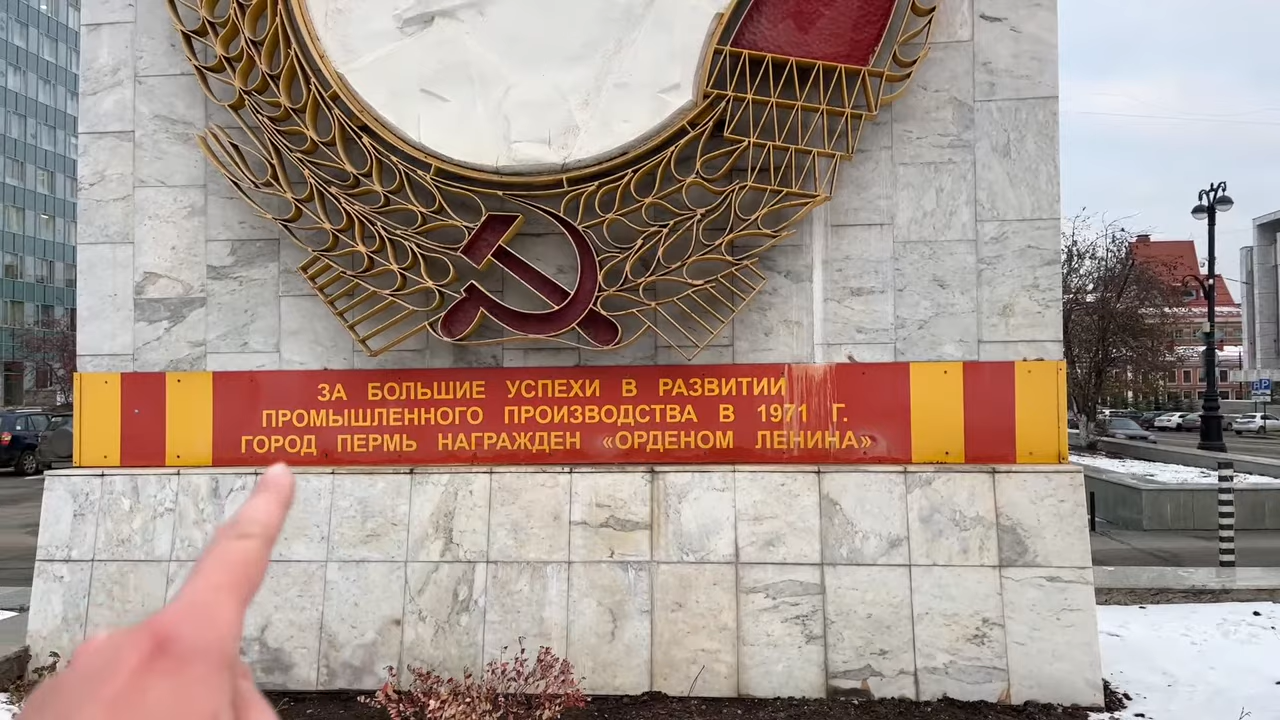 ЗА БОЛЬШИЕ УСПЕХИ В РАЗВИТИИ
ПРОМЫШЛЕННОГО ПРОИЗВОДСТВА В 1971 Г.
ГОРОД ПЕРМЬ НАГРАЖДЕН «ОРДЕНОМ ЛЕНИНА»
P